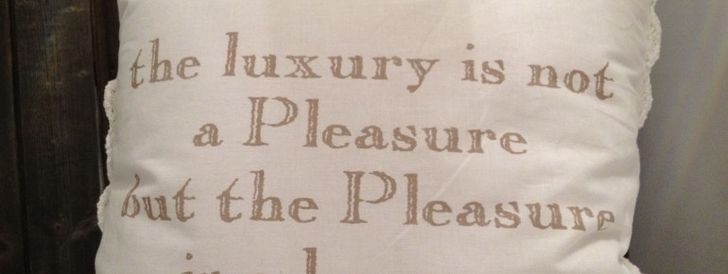 the luxury is not
a Pleasure
but the Pleasure